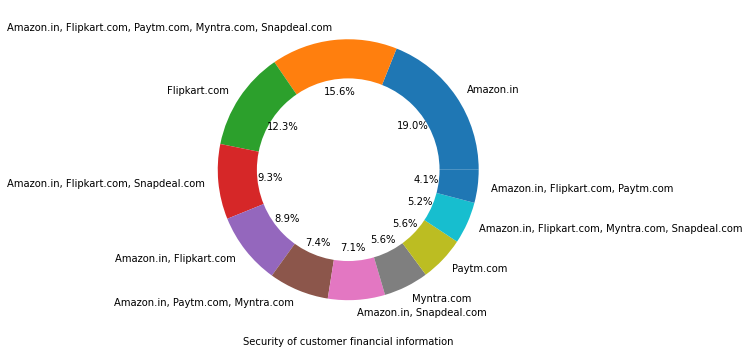 Amazon.in, Flipkart.com, Paytm.com, Myntra.com, Snapdeal.com
Flipkart.com
Amazon.in
15.6%
12.3%
19.0%
Amazon.in, Flipkart.com, Snapdeal.com
9.3%
4.1%
Amazon.in, Flipkart.com, Paytm.com
5.2%
8.9%
5.6%
Amazon.in, Flipkart.com, Myntra.com, Snapdeal.com
7.4%
7.1%
5.6%
Amazon.in, Flipkart.com
Paytm.com
Amazon.in, Paytm.com, Myntra.com
Myntra.com
Amazon.in, Snapdeal.com
Security of customer financial information